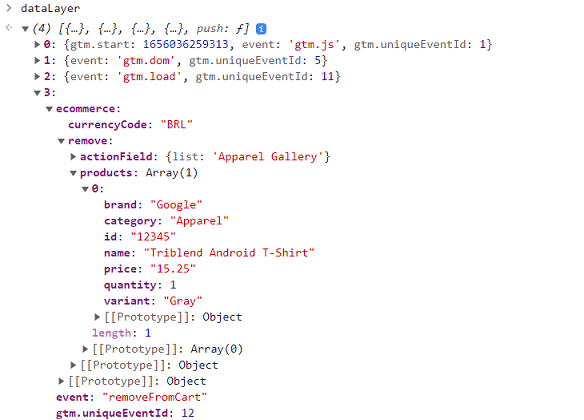 > dataLayer
(4) [{…}, {…}, {…}, {…}, push: ƒ] i
0: {gtm.start: 1656036259313, event: 'gtm.js', gtm.uniqueEventId: 1}
1: {event: 'gtm.dom', gtm.uniqueEventId: 5}
2: {event: 'gtm.load', gtm.uniqueEventId: 11}
3:
ecommerce:
currencyCode: "BRL"
remove:
actionField: {list: 'Apparel Gallery'}
products: Array(1)
0:
brand: "Google"
category: "Apparel"
id: "12345"
name: "Triblend Android T-Shirt"
price: "15.25"
quantity: 1
variant: "Gray"
[[Prototype]]: Object
length: 1
[[Prototype]]: Array(0)
[[Prototype]]: Object
[[Prototype]]: Object
event: "removeFromCart"
gtm.uniqueEventId: 12